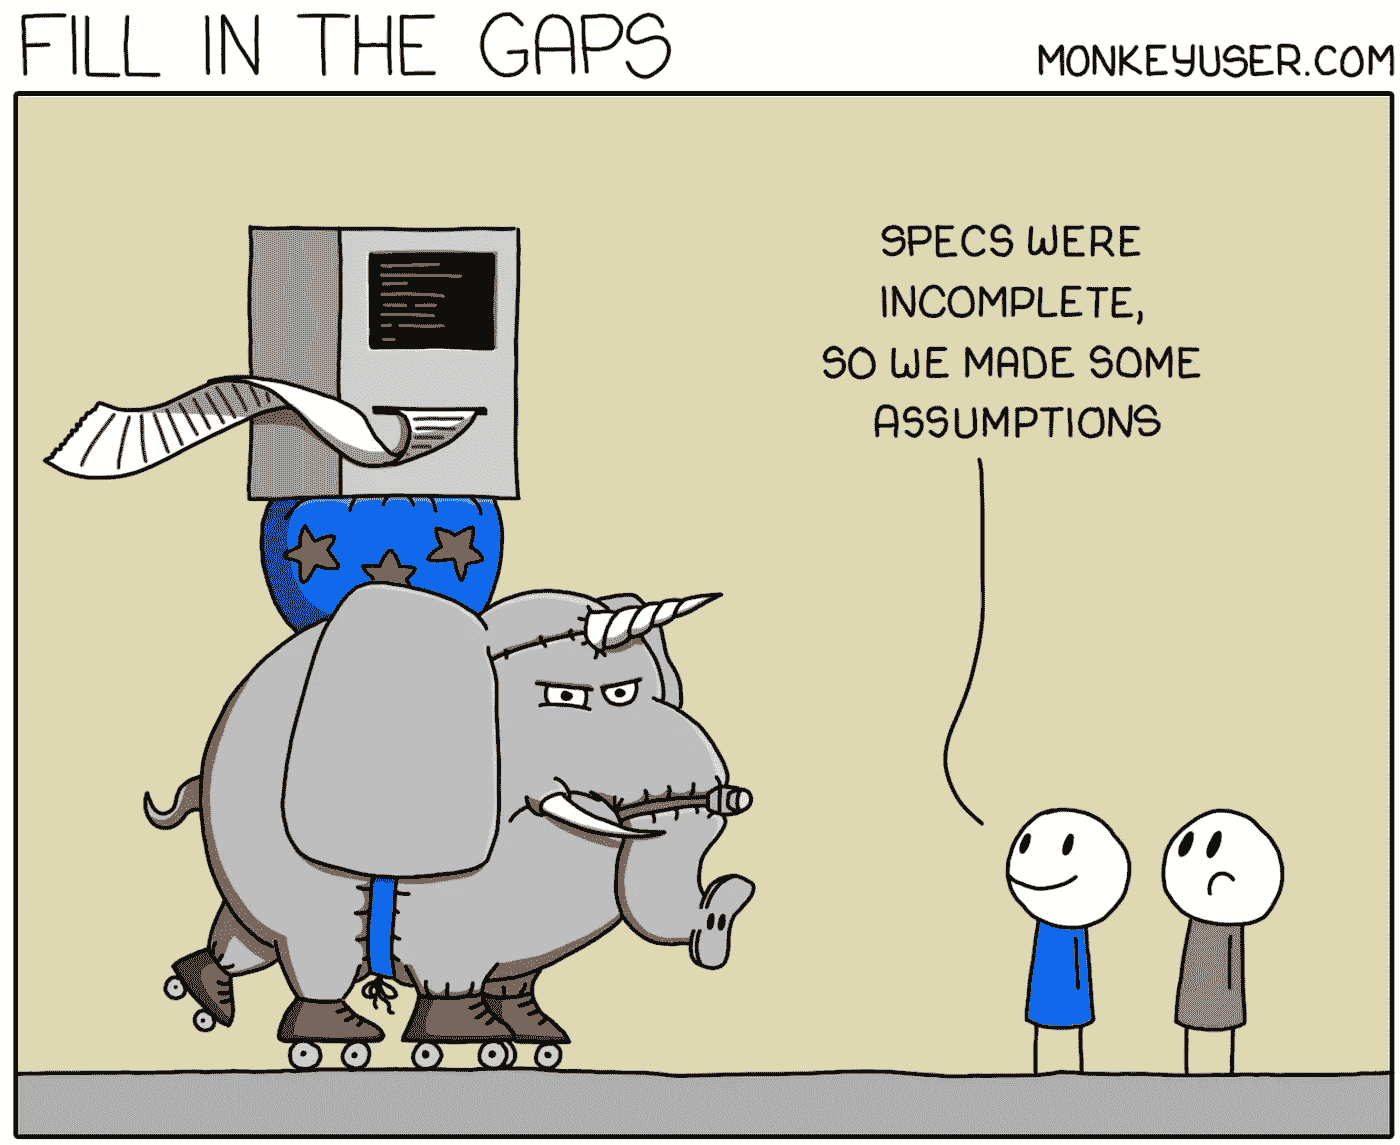 FILL IN THE GAPS
MONKEYUSER.COM
SPECS WERE
INCOMPLETE,
SO WE MADE SOME
ASSUMPTIONS